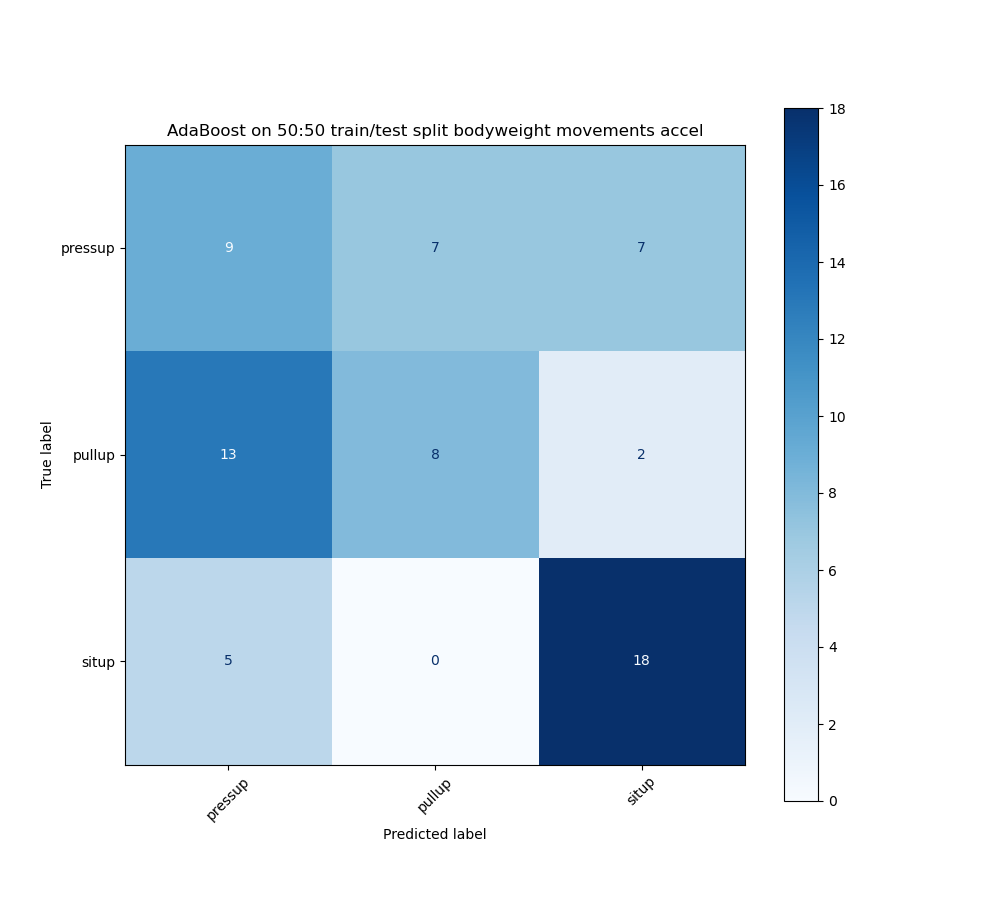 AdaBoost on 50:50 train/test split bodyweight movements accel
pressup
9
7
7
pullup
13
8
2
situp
5
0
18
True label
pressup
pullup
situp
Predicted label
18
16
14
12
10
8
6
4
2
0